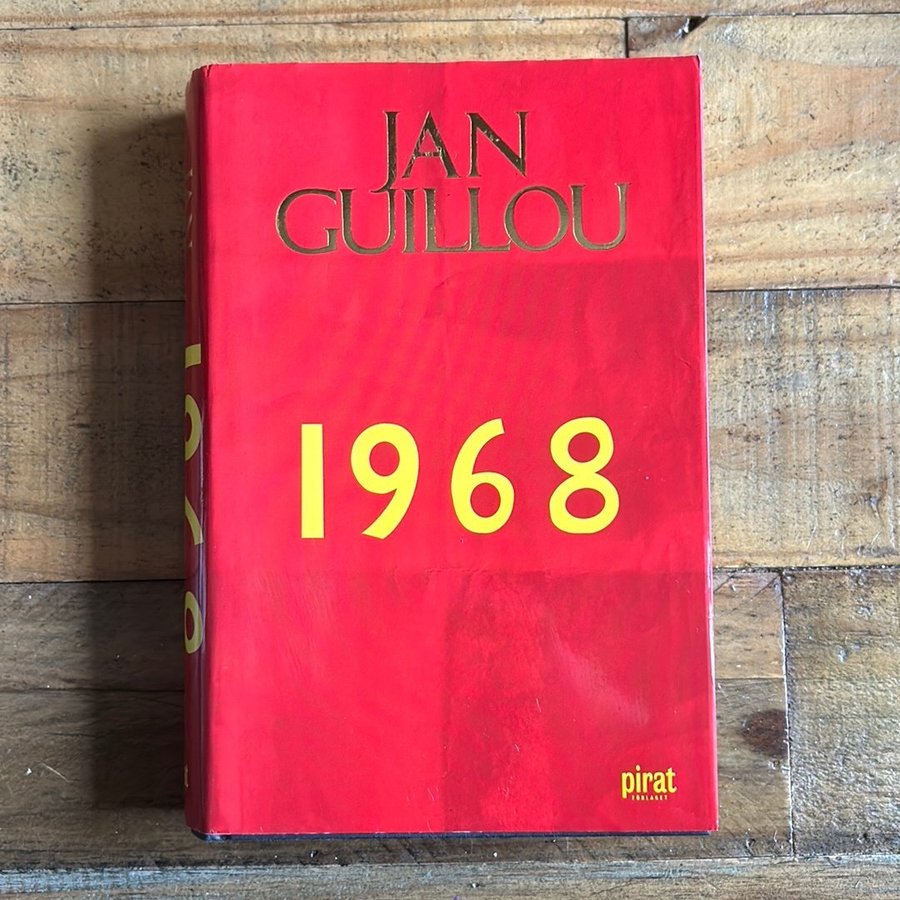 JAN
GUILLOU
1968
pirat
FÖRLAGET